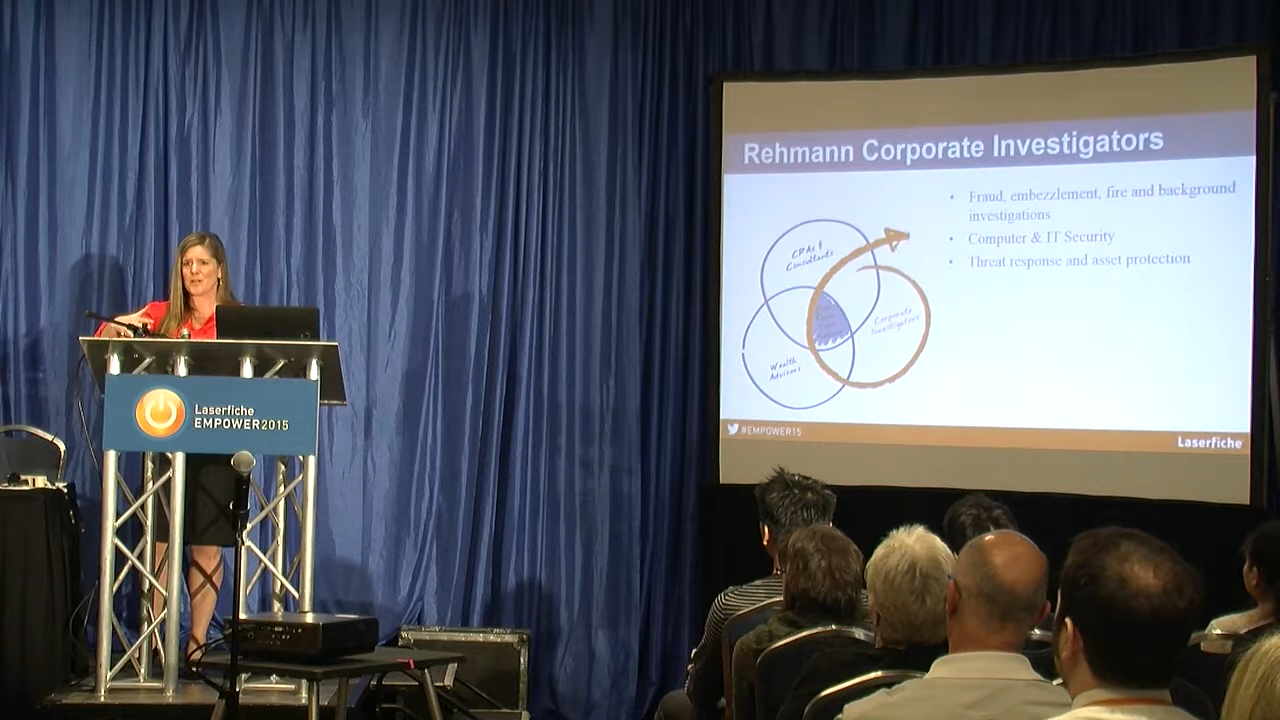 Rehmann Corporate Investigators
• Fraud, embezzlement, fire and background
investigations
• Computer & IT Security
• Threat response and asset protection
CPAs &
Consultants
Corporate
Investigators
Wealth
Advisors
#EMPOWER15
Laserfiche
Laserfiche
EMPOWER2015